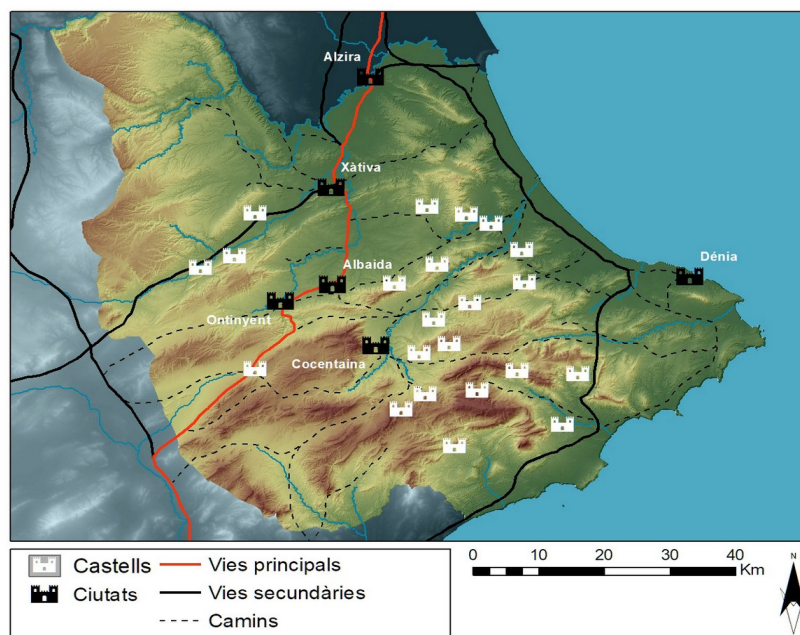 Alzira
Xàtiva
Albaida
Dénia
Ontinyent
Cocentaina
Castells
Ciutats
Vies principals
Vies secundàries
Camins
0 10 20 30 40
Km
N